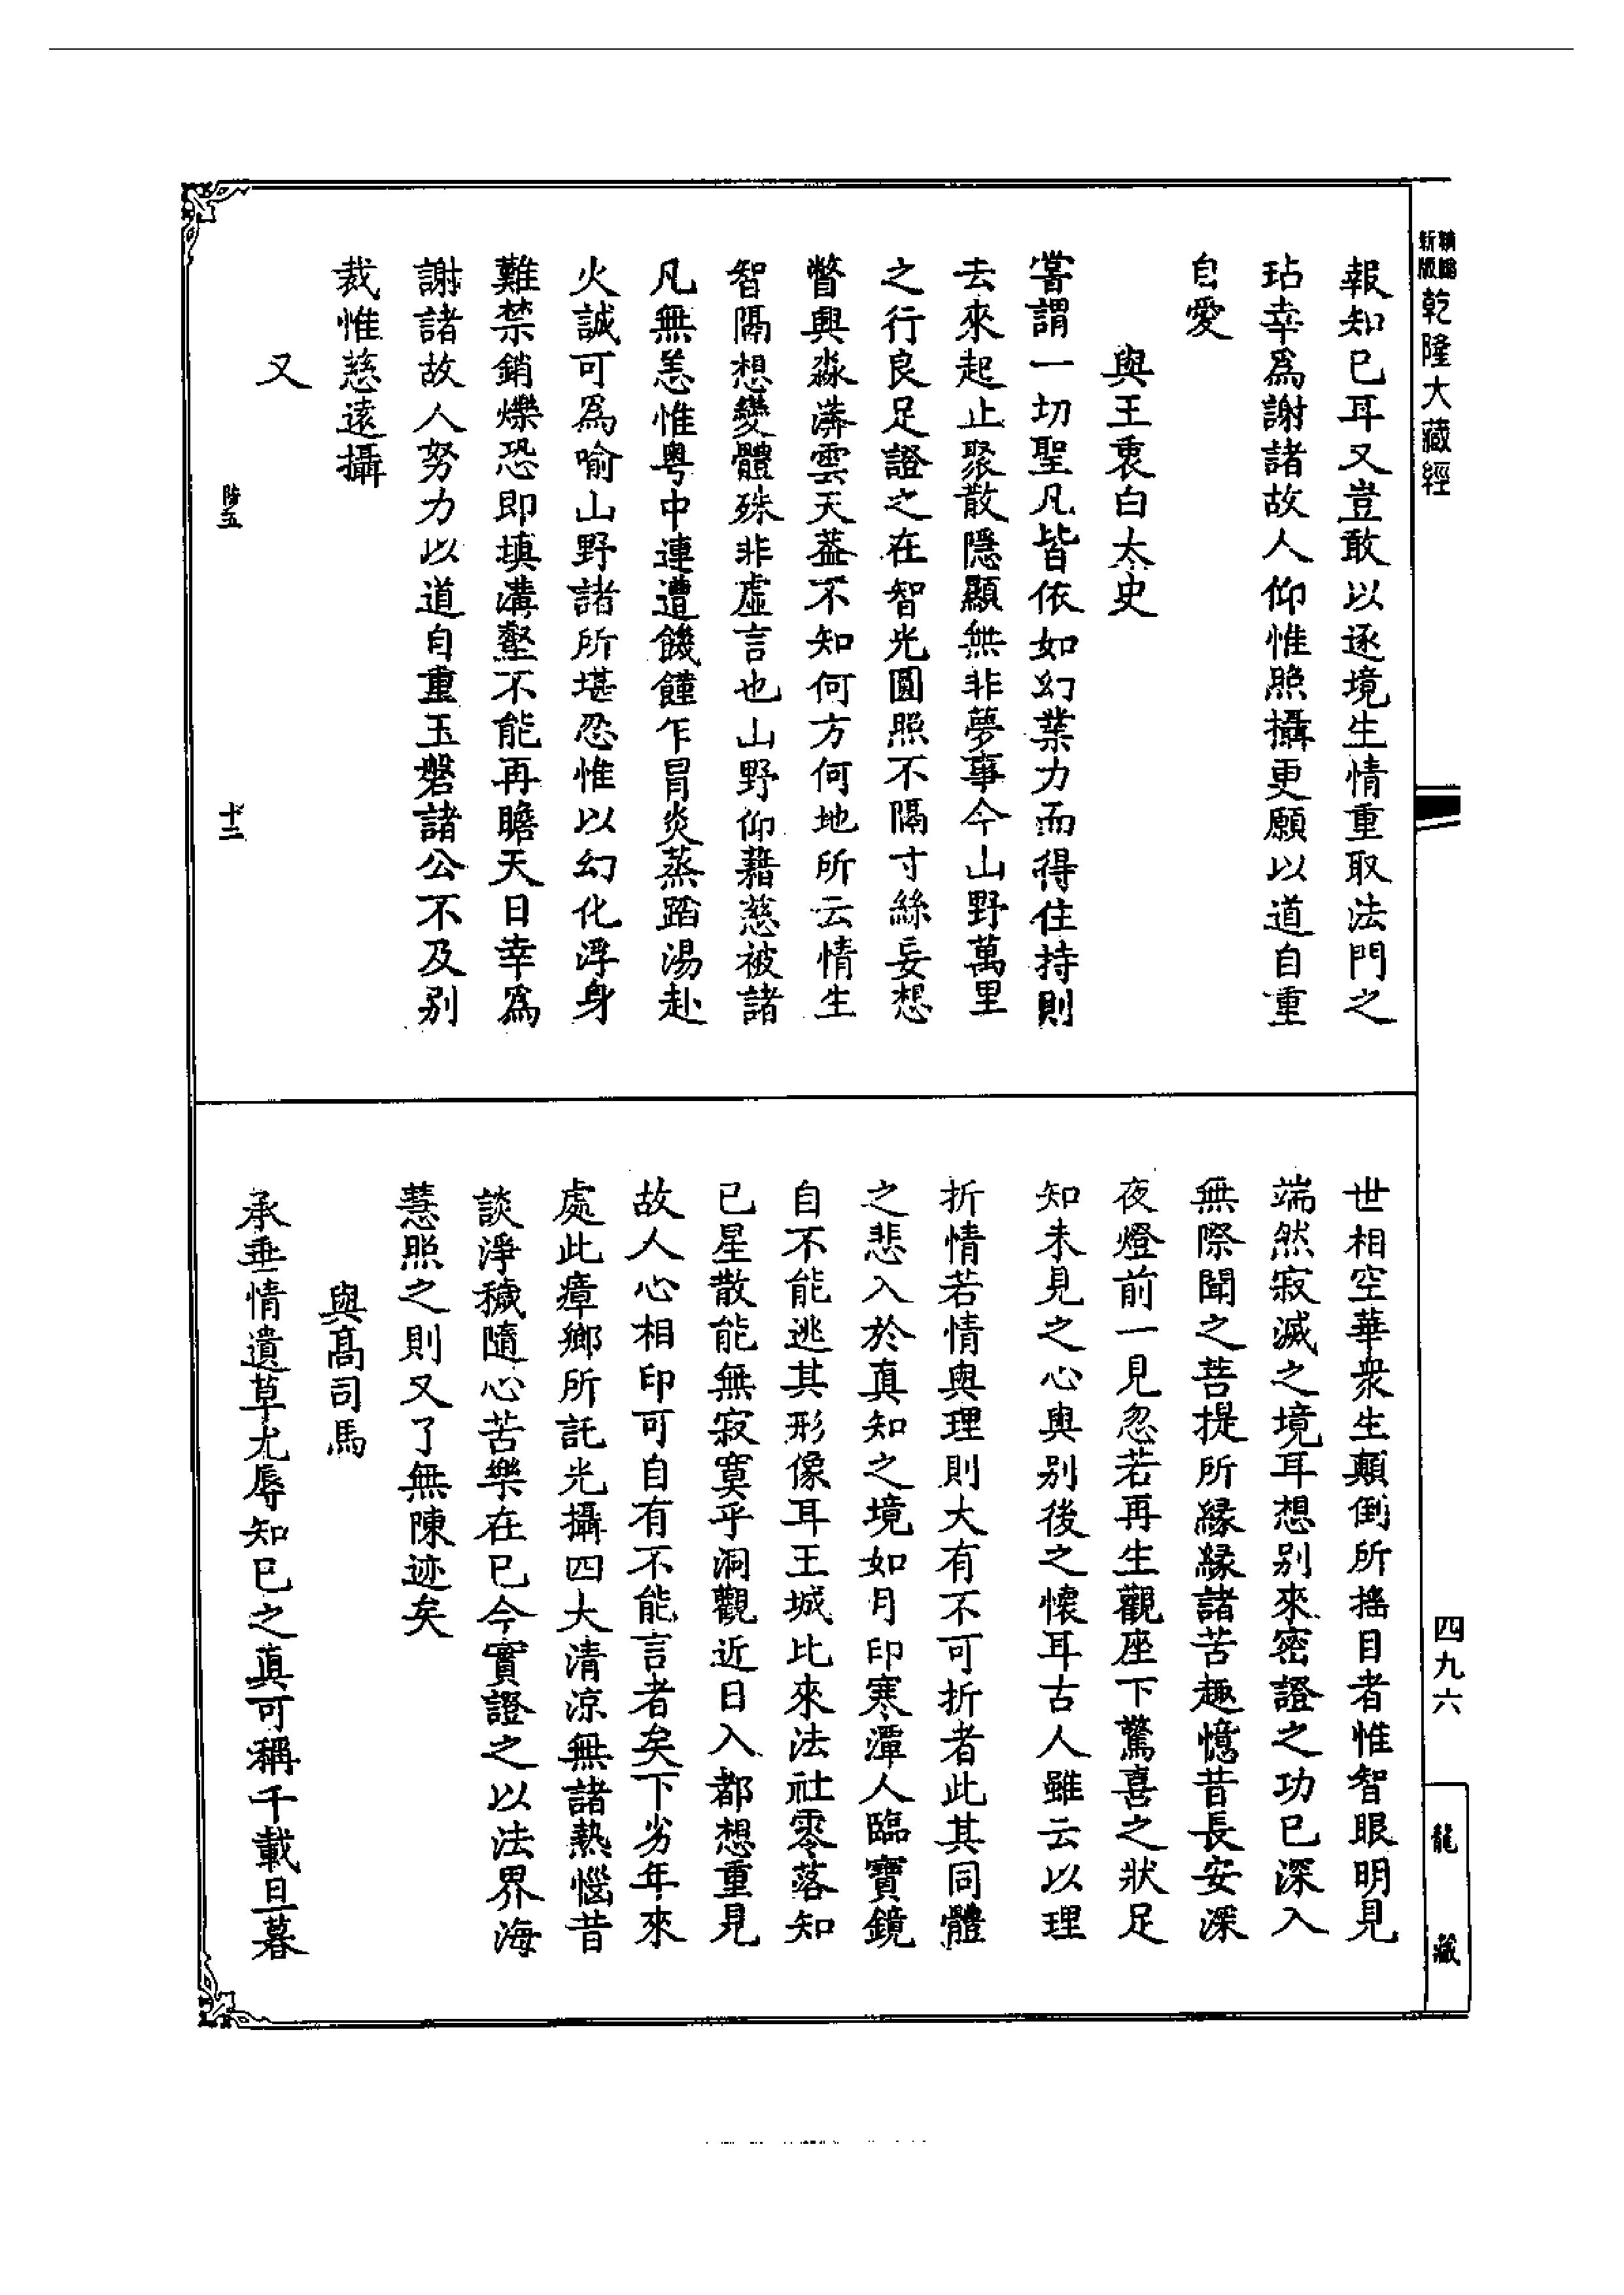 新編
縮版
乾隆大藏經
報知已耳又豈敢以逐境生情重取法門之
玷幸爲謝諸故人仰惟照攝更願以道自重
自愛
與王衷白太史
甞謂一切聖凡皆依如幻業力而得住持則
去來起止聚散隱顯無非夢事今山野萬里
之行良足證之在智光圓照不隔寸絲妄想
瞥興淼漭雲天葢不知何方何地所云情生
智隔想變體殊非虛言也山野仰藉慈被諸
凡無恙惟粤中連遭饑饉乍冐炎蒸蹈湯赴
火誠可爲喻山野諸所堪忍惟以幻化浮身
難禁銷爍恐即填溝壑不能再瞻天日幸爲
謝諸故人努力以道自重玉磐諸公不及别
裁惟慈遠攝
又
十二
世相空華衆生顛倒所搖目者惟智眼明見
端然寂滅之境耳想别來密證之功已深入
無際聞之菩提所縁縁諸苦趣憶昔長安深
夜燈前一見忽若再生觀座下驚喜之狀足
知未見之心與别後之懷耳古人雖云以理
折情若情與理則大有不可折者此其同體
之悲入於真知之境如月印寒潭人臨寶鏡
自不能逃其形像耳王城比來法社零落知
已星散能無寂寞乎洞觀近日入都想重見
故人心相印可自有不能言者矣下劣年來
處此瘴鄉所託光攝四大清凉無諸熱惱昔
談淨穢隨心苦樂在已今實證之以法界海
慧照之則又了無陳迹矣
與髙司馬
承垂情遺草尤辱知已之真可稱千載旦暮
四九六
龍藏